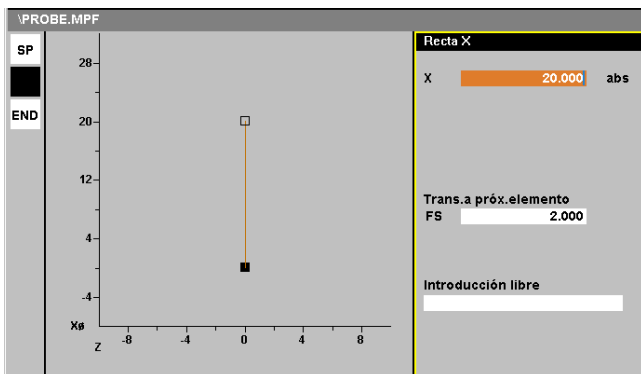 \PROBE.MPF
SP
END
28
20
12
4
-4
Xø
Z
-8 -4 0 4 8
Recta X
X 20.000 abs
Trans.a próx.elemento
FS 2.000
Introducción libre